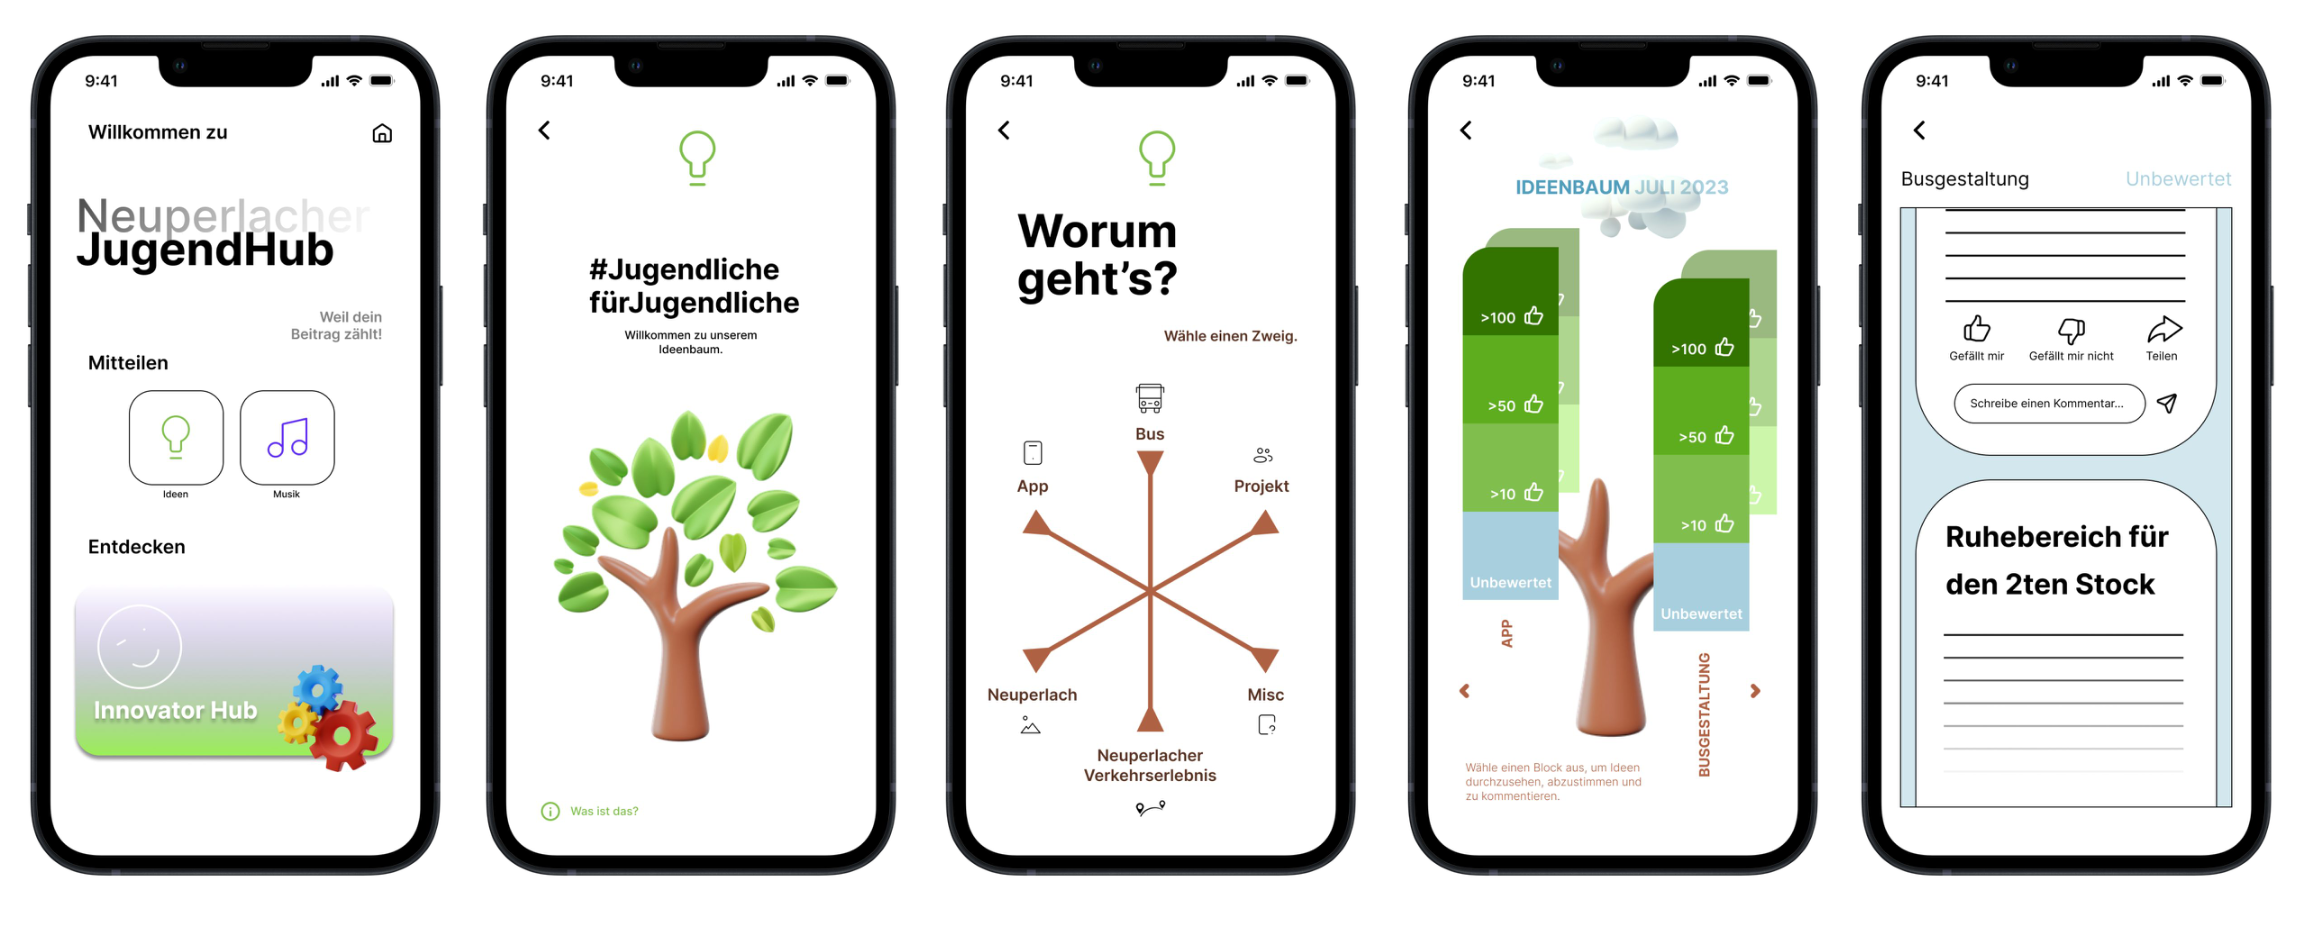 9:41
Willkommen zu
Neuperlacher
JugendHub
Weil dein
Beitrag zählt!
Mitteilen
Ideen
Musik
Entdecken
Innovator Hub
9:41
#Jugendliche
fürJugendliche
Willkommen zu unserem
Ideenbaum.
Was ist das?
9:41
Worum
geht's?
Wähle einen Zweig.
Bus
App
Projekt
Neuperlach
Misc
Neuperlacher
Verkehrserlebnis
9:41
IDEENBAUM JULI 2023
>100
>50
>10
Unbewertet
APP
>100
>50
>10
Unbewertet
BUSGESTALTUNG
Wähle einen Block aus, um Ideen
durchzusehen, abzustimmen und
zu kommentieren.
9:41
Busgestaltung
Unbewertet
Gefällt mir
Gefällt mir nicht
Teilen
Schreibe einen Kommentar...
Ruhebereich für
den 2ten Stock